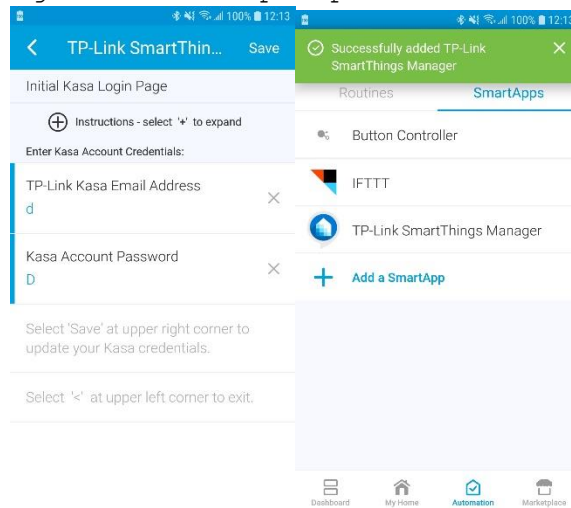 100% 12:13
TP-Link SmartThin... Save
Initial Kasa Login Page
Instructions - select '+' to expand
Enter Kasa Account Credentials:
TP-Link Kasa Email Address
d
Kasa Account Password
D
Select 'Save' at upper right corner to
update your Kasa credentials.
Select '<' at upper left corner to exit.
100% 12:13
Successfully added TP-Link
SmartThings Manager
Routines SmartApps
Button Controller
IFTTT
TP-Link SmartThings Manager
Add a SmartApp
Dashboard My Home Automation Marketplace